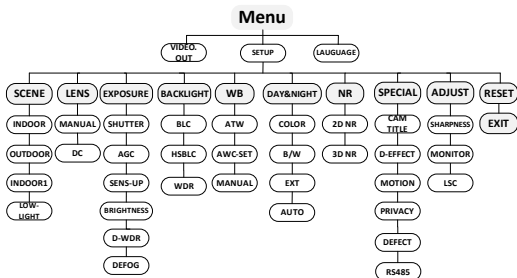 Menu
VIDEO.
OUT
SETUP
LAUGUAGE
SCENE
LENS
EXPOSURE
BACKLIGHT
WB
DAY&NIGHT
NR
SPECIAL
ADJUST
RESET
INDOOR
MANUAL
SHUTTER
BLC
ATW
COLOR
2D NR
CAM
TITLE
SHARPNESS
EXIT
OUTDOOR
DC
AGC
HSBLC
AWC-SET
B/W
3D NR
D-EFFECT
MONITOR
INDOOR1
SENS-UP
WDR
MANUAL
EXT
MOTION
LSC
LOW-
LIGHT
BRIGHTNESS
AUTO
PRIVACY
D-WDR
DEFECT
DEFOG
RS485